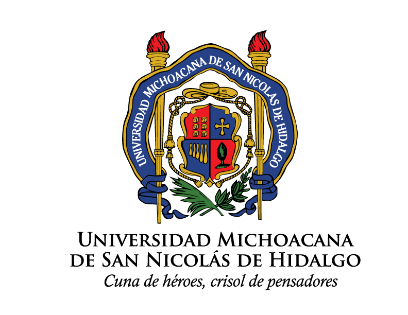 UNIVERSIDAD MICHOACANA DE SAN NICOLAS DE HIDALGO
UNIVERSIDAD MICHOACANA
DE SAN NICOLÁS DE HIDALGO
Cuna de héroes, crisol de pensadores